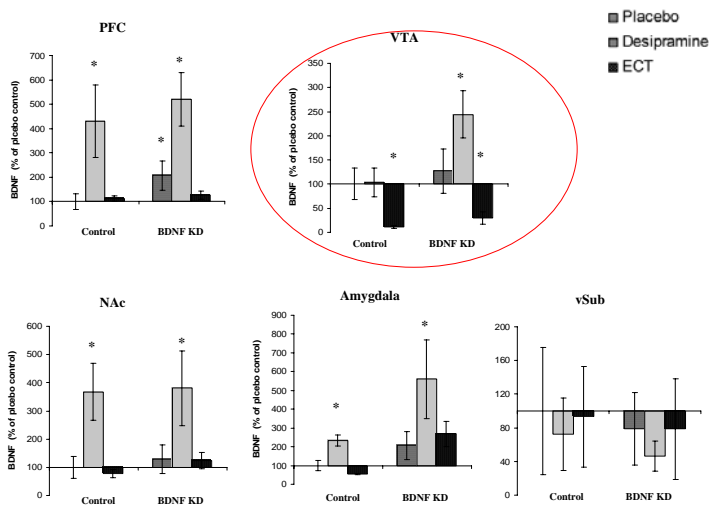 PFC
BDNF (% of plcebo control)
700
600
500
400
300
200
100
0
*
*
*
Control
BDNF KD
VTA
BDNF (% of placebo control)
350
300
250
200
150
100
50
0
*
*
*
Control
BDNF KD
Placebo
Desipramine
ECT
NAc
BDNF (% of plcebo control)
600
500
400
300
200
100
0
*
*
Control
BDNF KD
Amygdala
BDNF (% of plcebo control)
900
800
700
600
500
400
300
200
100
0
*
*
Control
BDNF KD
vSub
200
160
120
80
40
0
Control
BDNF KD